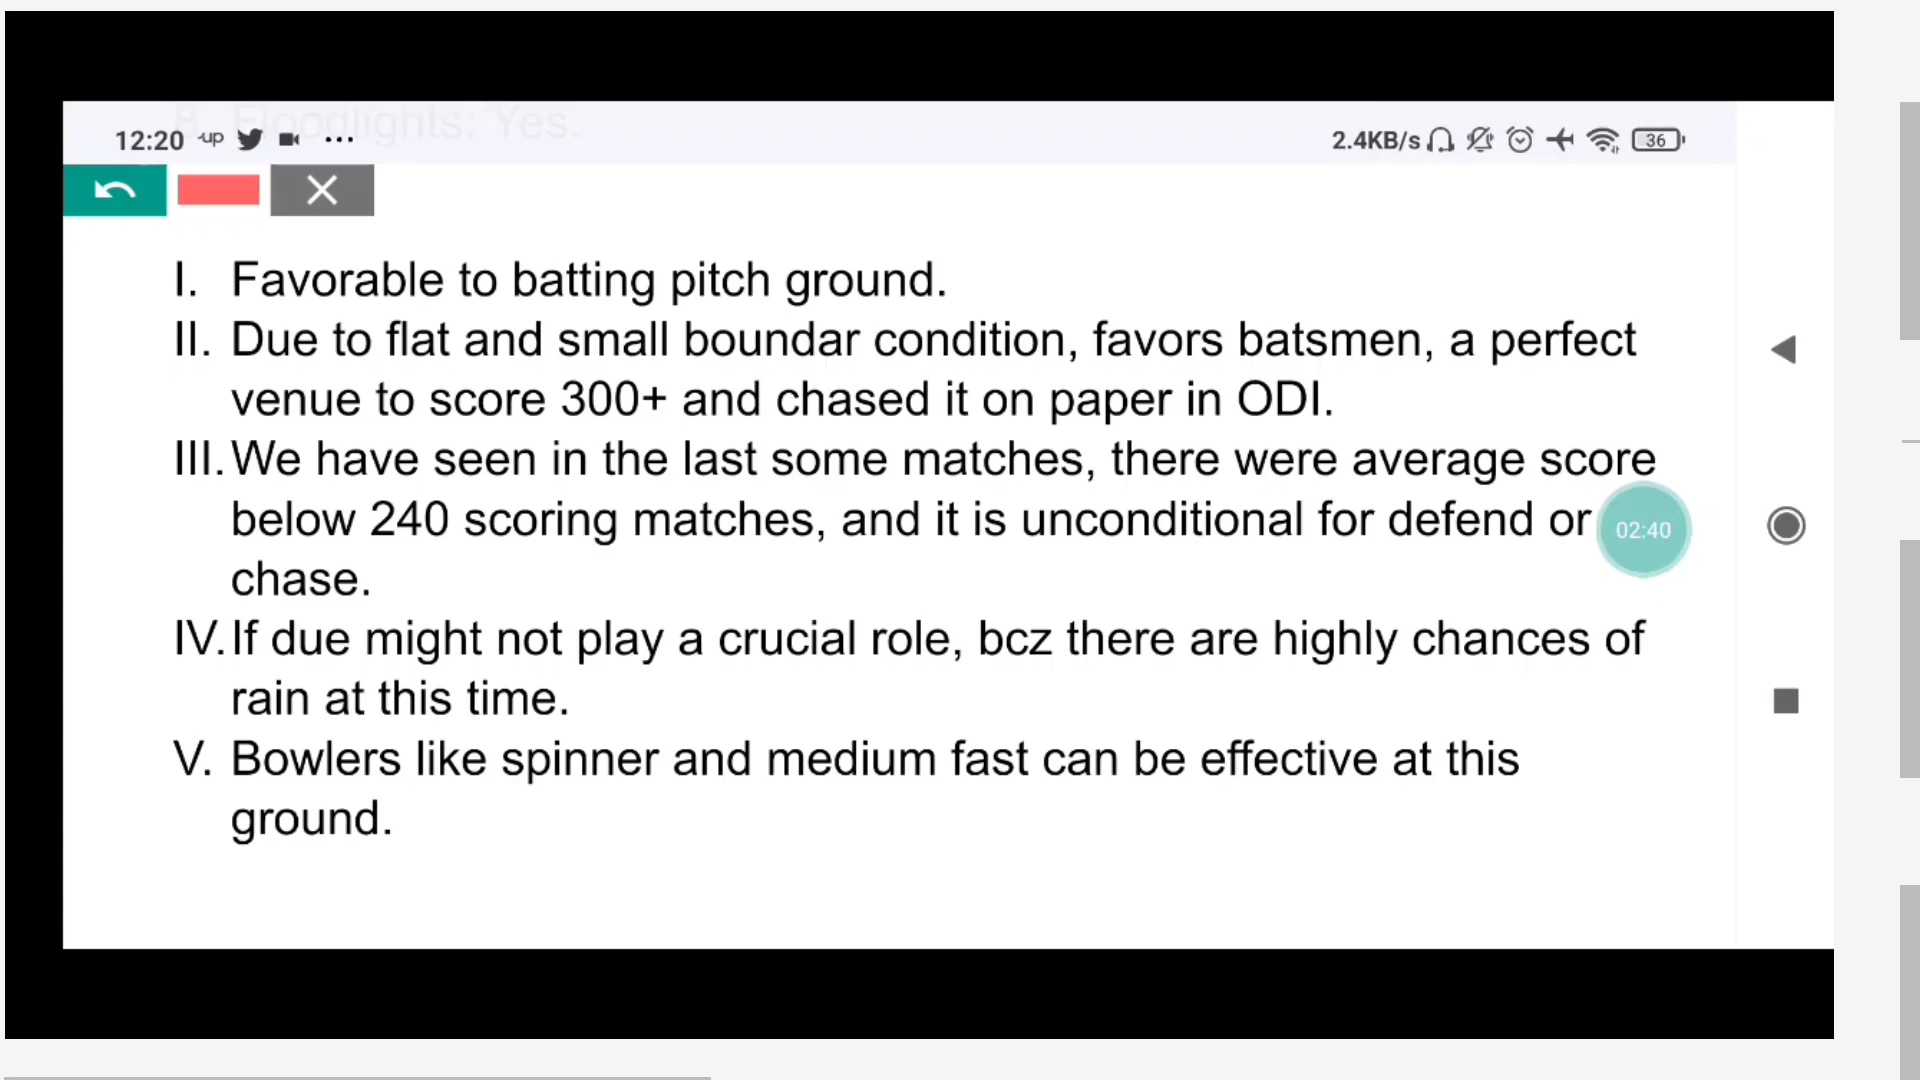 8. Floodlights: Yes.
12:20 up ... 2.4KB/s 36
I. Favorable to batting pitch ground.
II. Due to flat and small boundar condition, favors batsmen, a perfect
venue to score 300+ and chased it on paper in ODI.
III. We have seen in the last some matches, there were average score
below 240 scoring matches, and it is unconditional for defend or
02:40
chase.
IV. If due might not play a crucial role, bcz there are highly chances of
rain at this time.
V. Bowlers like spinner and medium fast can be effective at this
ground.